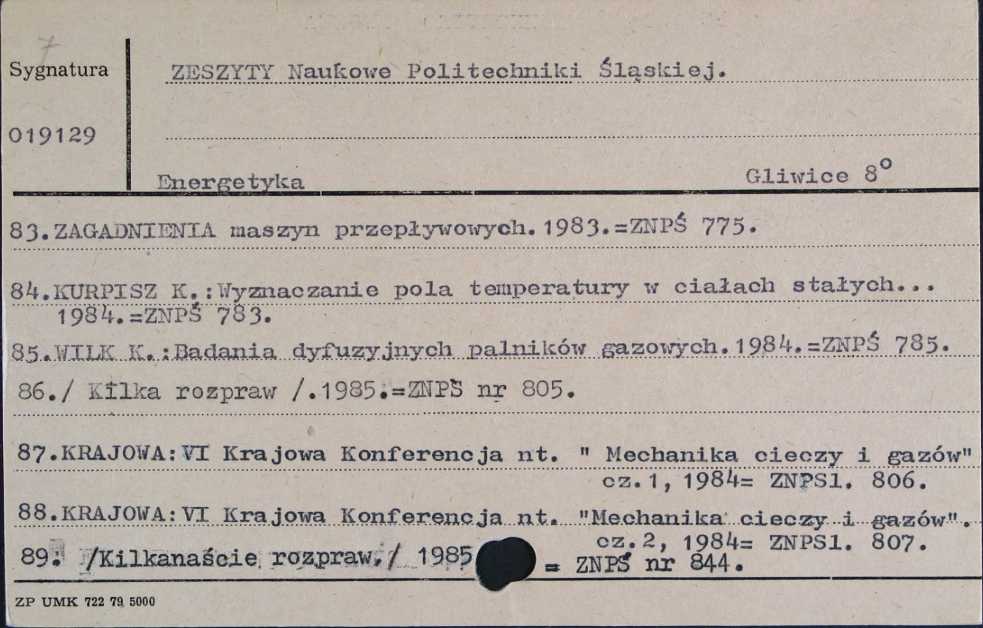 7
Sygnatura
ZESZYTY Naukowe Politechniki Śląskiej.
019129
Energetyka Gliwice 8°
83.ZAGADNIENIA maszyn przepływowych.1983.=ZNPŚ 775.
84.KURPISZ K.:Wyznaczanie pola temperatury w ciałach stałych...
1984.=ZNPŚ 783.
85.WILK K.:Badania dyfuzyjnych palników gazowych.1984.=ZNPŚ 785.
86./ Kilka rozpraw /.1985.=ZNPS nr 805.
87.KRAJOWA:VI Krajowa Konferencja nt. " Mechanika cieczy i gazów"
cz.1, 1984= ZNPSl. 806.
88.KRAJOWA:VI Krajowa Konferencja nt. "Mechanika cieczy i gazów".
cz.2, 1984= ZNPSl. 807.
89. /Kilkanaście rozpraw./ 1985 = ZNPŚ nr 844.
ZP UMK 722 79 5000